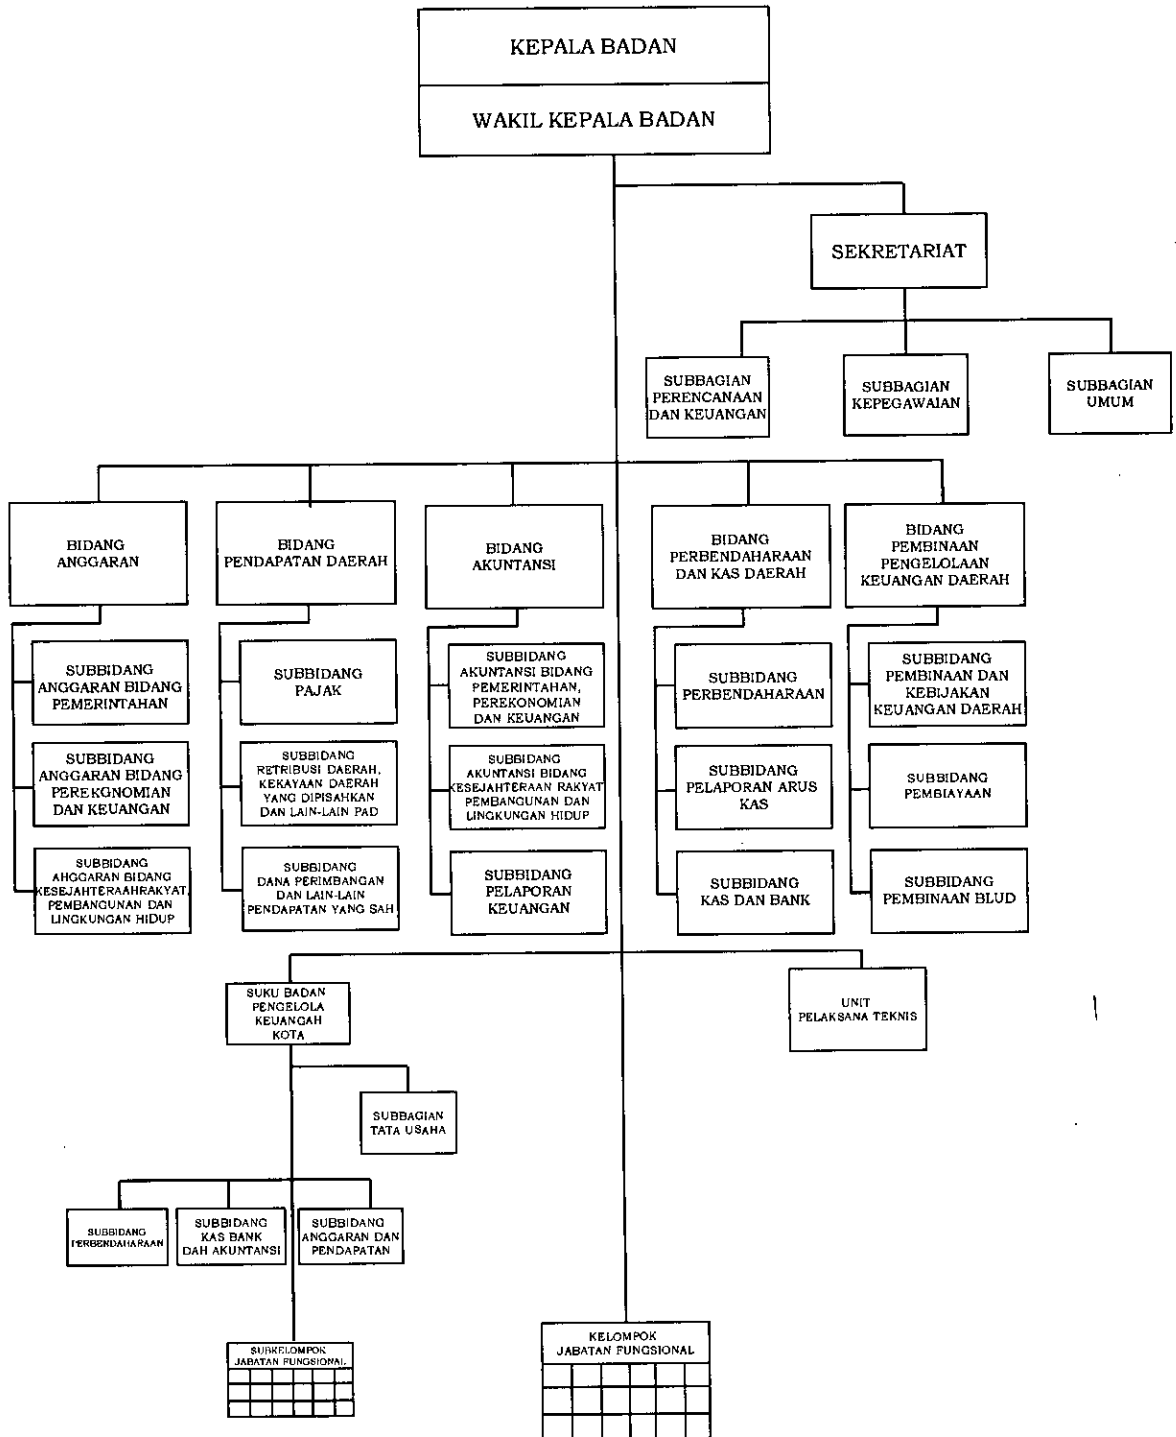 KEPALA BADAN
WAKIL KEPALA BADAN
SEKRETARIAT
SUBBAGIAN
PERENCANAAN
DAN KEUANGAN
SUBBAGIAN
KEPEGAWAIAN
SUBBAGIAN
UMUM
BIDANG
ANGGARAN
BIDANG
PENDAPATAN DAERAH
BIDANG
AKUNTANSI
BIDANG
PERBENDAHARAAN
DAN KAS DAERAH
BIDANG
PEMBINAAN
PENGELOLAAN
KEUANGAN DAERAH
SUBBIDANG
ANGGARAN BIDANG
PEMERINTAHAN
SUBBIDANG
PAJAK
SUBBIDANG
AKUNTANSI BIDANG
PEMERINTAHAN,
PEREKONOMIAN
DAN KEUANGAN
SUBBIDANG
PERBENDAHARAAN
SUBBIDANG
PEMBINAAN DAN
KEBIJAKAN
KEUANGAN DAERAH
SUBBIDANG
ANGGARAN BIDANG
PEREKGNOMIAN
DAN KEUANGAN
SUBBIDANG
RETRIBUSI DAERAH,
KEKAYAAN DAERAH
YANG DIPISAHKAN
DAN LAIN-LAIN PAD
SUBBIDANG
AKUNTANSI BIDANG
KESEJAHTERAAN RAKYAT
PEMBANGUNAN DAN
LINGKUNGAN HIDUP
SUBBIDANG
PELAPORAN ARUS
KAS
SUBBIDANG
PEMBIAYAAN
SUBBIDANG
AHGGARAN BIDANG
KESEJAHTERAAHRAKYAT,
PEMBANGUNAN DAN
LINGKUNGAN HIDUP
SUBBIDANG
DANA PERIMBANGAN
DAN LAIN-LAIN
PENDAPATAN YANG SAH
SUBBIDANG
PELAPORAN
KEUANGAN
SUBBIDANG
KAS DAN BANK
SUBBIDANG
PEMBINAAN BLUD
SUKU BADAN
PENGELOLA
KEUANGAH
KOTA
UNIT
PELAKSANA TEKNIS
SUBBAGIAN
TATA USAHA
SUBBIDANG
PERBENDAHARAAN
SUBBIDANG
KAS BANK
DAH AKUNTANSI
SUBBIDANG
ANGGARAN DAN
PENDAPATAN
SUBKELOMPOK
JABATAN FUNGSIONAL
KELOMPOK
JABATAN FUNGSIONAL